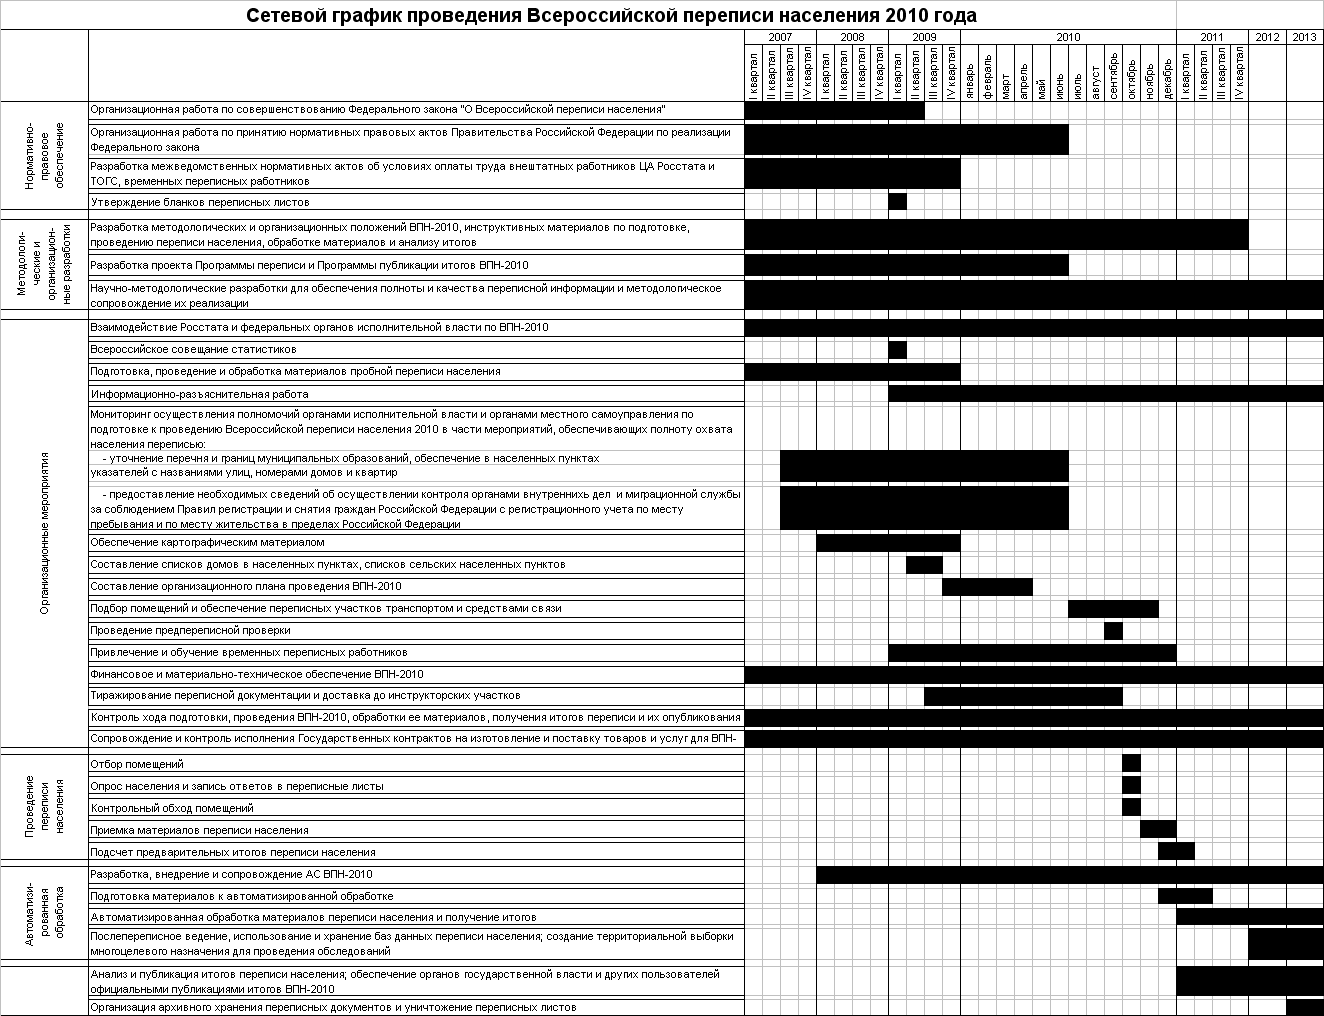 Сетевой график проведения Всероссийской переписи населения 2010 года
2007 2008 2009 2010 2011 2012 2013
I квартал II квартал III квартал IV квартал I квартал II квартал III квартал IV квартал I квартал II квартал III квартал IV квартал январь февраль март апрель май июнь июль август сентябрь октябрь ноябрь декабрь I квартал II квартал III квартал IV квартал
Нормативно-
правовое
обеспечение
Организационная работа по совершенствованию Федерального закона "О Всероссийской переписи населения"
Организационная работа по принятию нормативных правовых актов Правительства Российской Федерации по реализации
Федерального закона
Разработка межведомственных нормативных актов об условиях оплаты труда внештатных работников ЦА Росстата и
ТОГС, временных переписных работников
Утверждение бланков переписных листов
Методологи-
ческие и
организацион-
ные разработки
Разработка методологических и организационных положений ВПН-2010, инструктивных материалов по подготовке,
проведению переписи населения, обработке материалов и анализу итогов
Разработка проекта Программы переписи и Программы публикации итогов ВПН-2010
Научно-методологические разработки для обеспечения полноты и качества переписной информации и методологическое
сопровождение их реализации
Организационные мероприятия
Взаимодействие Росстата и федеральных органов исполнительной власти по ВПН-2010
Всероссийское совещание статистиков
Подготовка, проведение и обработка материалов пробной переписи населения
Информационно-разъяснительная работа
Мониторинг осуществления полномочий органами исполнительной власти и органами местного самоуправления по
подготовке к проведению Всероссийской переписи населения 2010 в части мероприятий, обеспечивающих полноту охвата
населения переписью:
- уточнение перечня и границ муниципальных образований, обеспечение в населенных пунктах
указателей с названиями улиц, номерами домов и квартир
- предоставление необходимых сведений об осуществлении контроля органами внутреннихь дел и миграционной службы
за соблюдением Правил регистрации и снятия граждан Российской Федерации с регистрационного учета по месту
пребывания и по месту жительства в пределах Российской Федерации
Обеспечение картографическим материалом
Составление списков домов в населенных пунктах, списков сельских населенных пунктов
Составление организационного плана проведения ВПН-2010
Подбор помещений и обеспечение переписных участков транспортом и средствами связи
Проведение предпереписной проверки
Привлечение и обучение временных переписных работников
Финансовое и материально-техническое обеспечение ВПН-2010
Тиражирование переписной документации и доставка до инструкторских участков
Контроль хода подготовки, проведения ВПН-2010, обработки ее материалов, получения итогов переписи и их опубликования
Сопровождение и контроль исполнения Государственных контрактов на изготовление и поставку товаров и услуг для ВПН-
Проведение
переписи
населения
Отбор помещений
Опрос населения и запись ответов в переписные листы
Контрольный обход помещений
Приемка материалов переписи населения
Подсчет предварительных итогов переписи населения
Автоматизи-
рованная
обработка
Разработка, внедрение и сопровождение АС ВПН-2010
Подготовка материалов к автоматизированной обработке
Автоматизированная обработка материалов переписи населения и получение итогов
Послепереписное ведение, использование и хранение баз данных переписи населения; создание территориальной выборки
многоцелевого назначения для проведения обследований
Анализ и публикация итогов переписи населения; обеспечение органов государственной власти и других пользователей
официальными публикациями итогов ВПН-2010
Организация архивного хранения переписных документов и уничтожение переписных листов